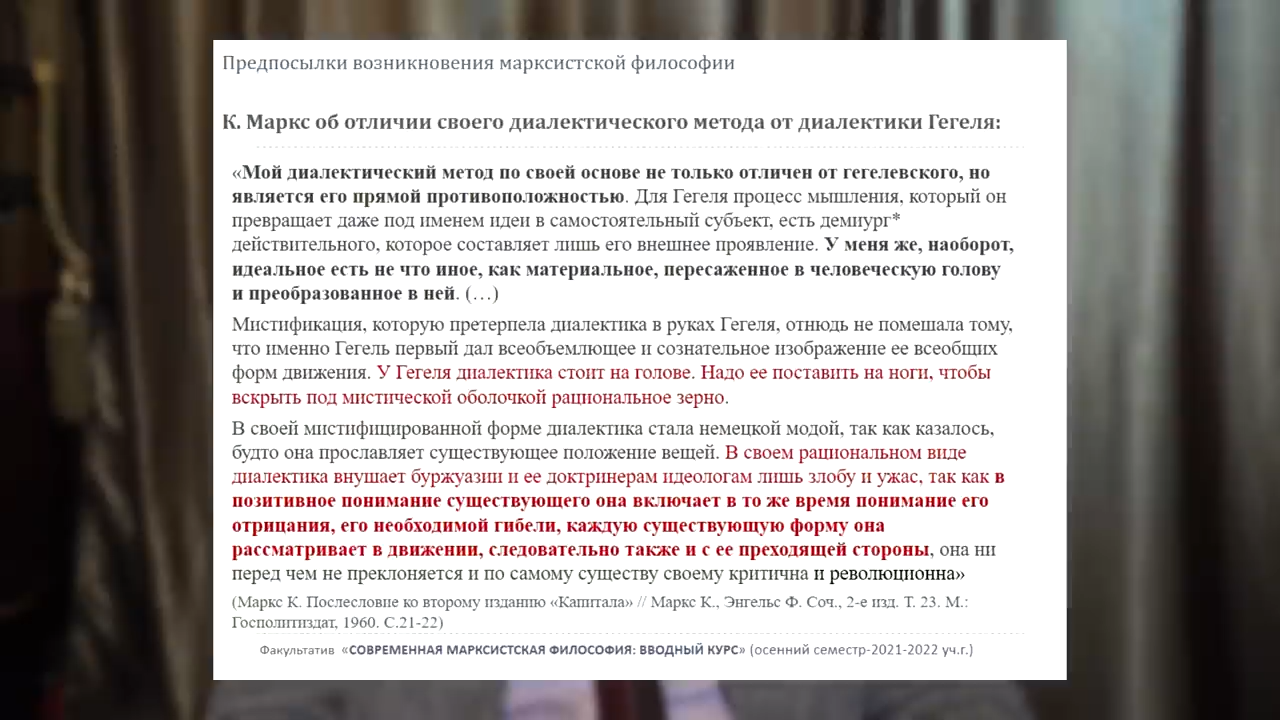 Предпосылки возникновения марксистской философии
К. Маркс об отличии своего диалектического метода от диалектики Гегеля:
«Мой диалектический метод по своей основе не только отличен от гегелевского, но
является его прямой противоположностью. Для Гегеля процесс мышления, который он
превращает даже под именем идеи в самостоятельный субъект, есть демиург*
действительного, которое составляет лишь его внешнее проявление. У меня же, наоборот,
идеальное есть не что иное, как материальное, пересаженное в человеческую голову
и преобразованное в ней. (…)
Мистификация, которую претерпела диалектика в руках Гегеля, отнюдь не помешала тому,
что именно Гегель первый дал всеобъемлющее и сознательное изображение ее всеобщих
форм движения. У Гегеля диалектика стоит на голове. Надо ее поставить на ноги, чтобы
вскрыть под мистической оболочкой рациональное зерно.
В своей мистифицированной форме диалектика стала немецкой модой, так как казалось,
будто она прославляет существующее положение вещей. В своем рациональном виде
диалектика внушает буржуазии и ее доктринерам идеологам лишь злобу и ужас, так как в
позитивное понимание существующего она включает в то же время понимание его
отрицания, его необходимой гибели, каждую существующую форму она
рассматривает в движении, следовательно также и с ее преходящей стороны, она ни
перед чем не преклоняется и по самому существу своему критична и революционна»
(Маркс К. Послесловие ко второму изданию «Капитала» // Маркс К., Энгельс Ф. Соч., 2-е изд. Т. 23. М.:
Госполитиздат, 1960. С.21-22)
Факультатив «СОВРЕМЕННАЯ МАРКСИСТСКАЯ ФИЛОСОФИЯ: ВВОДНЫЙ КУРС» (осенний семестр-2021-2022 уч.г.)